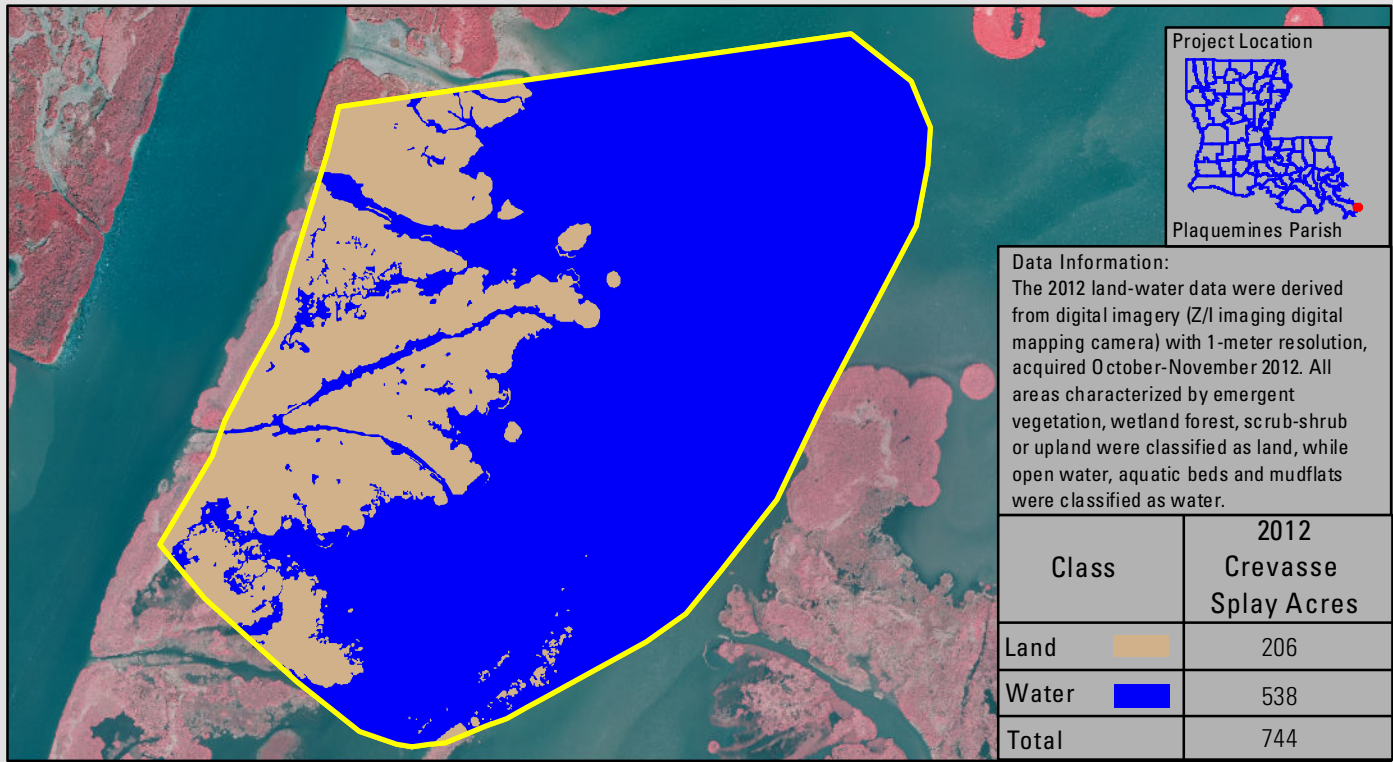 Project Location
Plaquemines Parish
Data Information:
The 2012 land-water data were derived
from digital imagery (Z/I imaging digital
mapping camera) with 1-meter resolution,
acquired October-November 2012. All
areas characterized by emergent
vegetation, wetland forest, scrub-shrub
or upland were classified as land, while
open water, aquatic beds and mudflats
were classified as water.
Class
2012
Crevasse
Splay Acres
Land 206
Water 538
Total 744